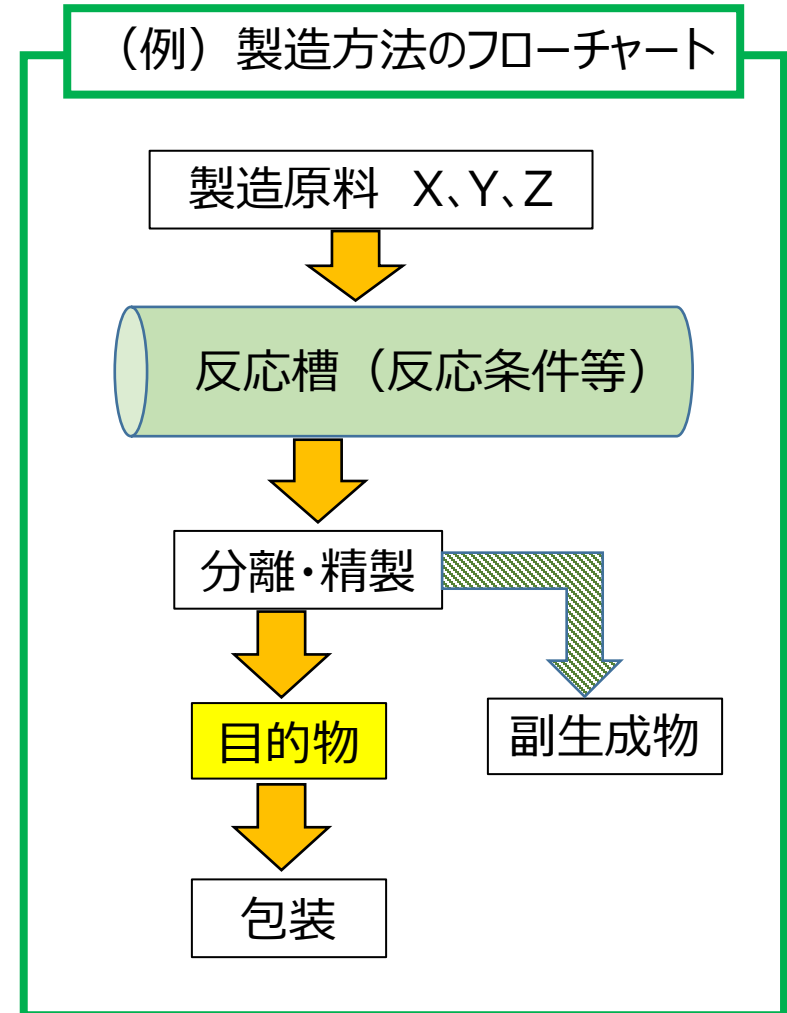 （例）製造方法のフローチャート
製造原料　X、Y、Z
反応槽（反応条件等）
分離・精製
目的物
副生成物
包装